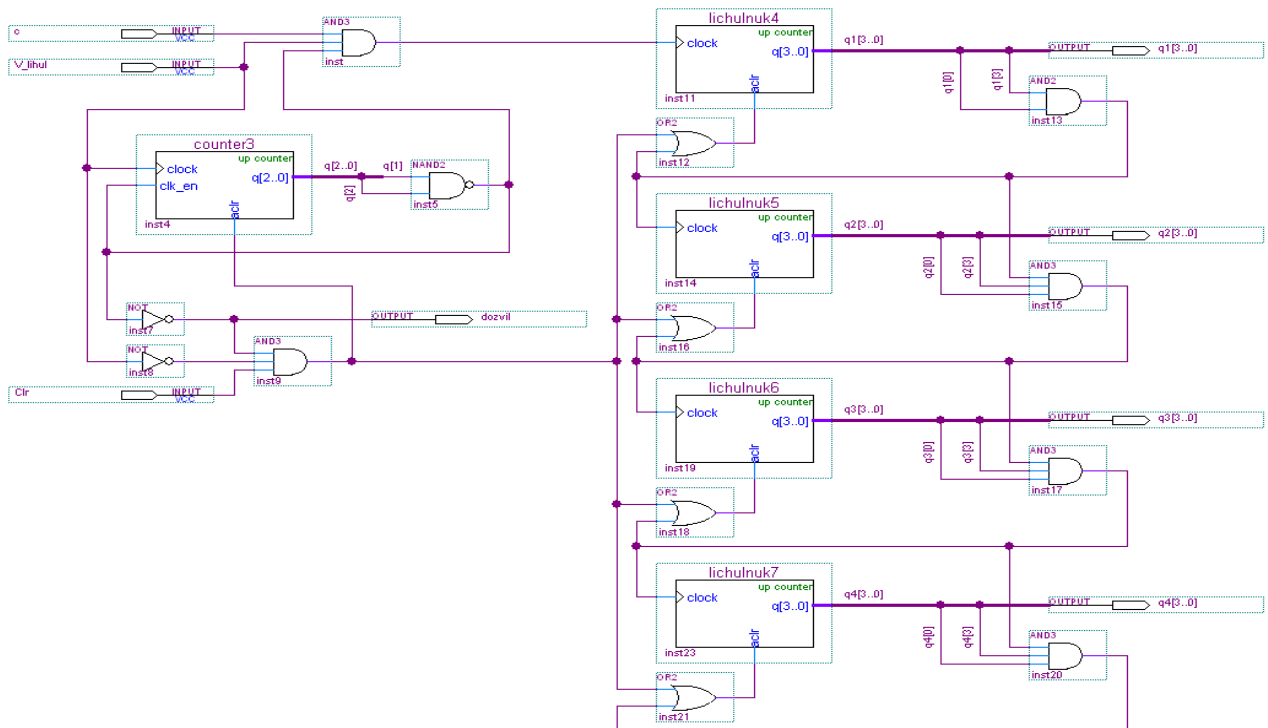 c
INPUT
VCC
V_lihul
INPUT
VCC
AND3
inst
lichulnuk4
up counter
clock
q[3..0]
aclr
inst11
q1[3..0]
q1[0]
q1[3]
OUTPUT
q1[3..0]
AND2
inst13
OR2
inst12
counter3
up counter
clock
q[2..0]
clk_en
aclr
inst4
q[2..0]
q[1]
q[2]
NAND2
inst5
lichulnuk5
up counter
clock
q[3..0]
aclr
inst14
q2[3..0]
q2[0]
q2[3]
OUTPUT
q2[3..0]
AND3
inst15
OR2
inst16
NOT
inst7
OUTPUT
dozvil
NOT
inst8
AND3
inst9
Clr
INPUT
VCC
lichulnuk6
up counter
clock
q[3..0]
aclr
inst19
q3[3..0]
q3[0]
q3[3]
OUTPUT
q3[3..0]
AND3
inst17
OR2
inst18
lichulnuk7
up counter
clock
q[3..0]
aclr
inst23
q4[3..0]
q4[0]
q4[3]
OUTPUT
q4[3..0]
AND3
inst20
OR2
inst21